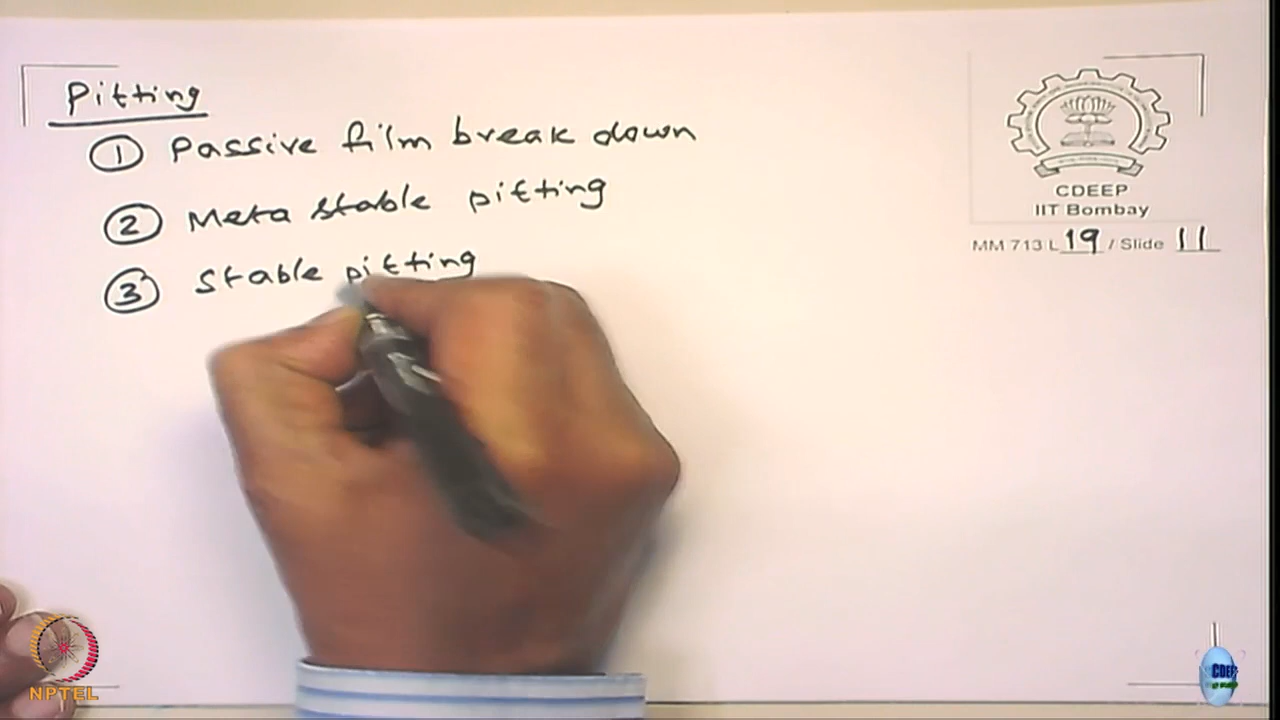 Pitting
1 Passive film break down
2 Meta stable pitting
3 Stable pitting
CDEEP
IIT Bombay
MM 713 L 19 / Slide 11
NPTEL
CDEEP